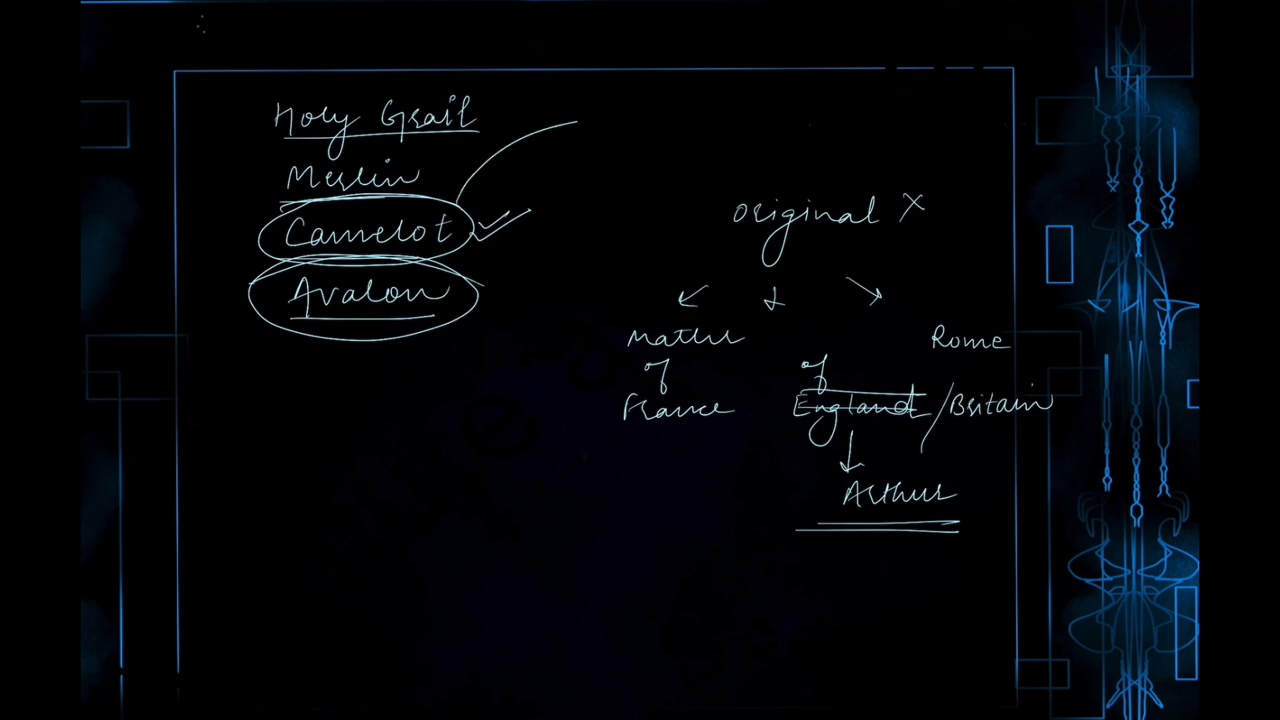 Holy Grail
Merlin
Camelot
Avalon
Original X
Matter
of
France
of
England / Britain
Rome
Arthur